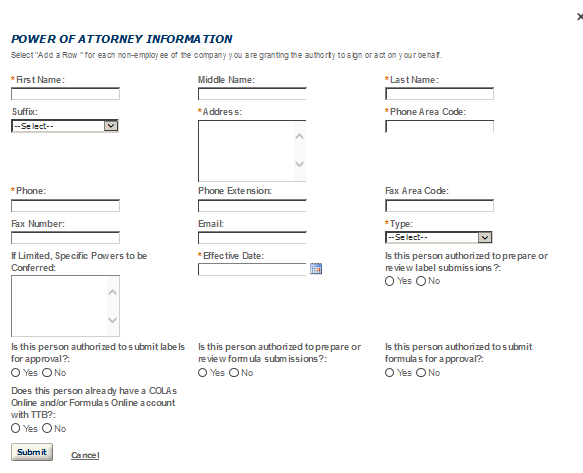 ×
POWER OF ATTORNEY INFORMATION
Select "Add a Row " for each non-employee of the company you are granting the authority to sign or act on your behalf.
*First Name: Middle Name: *Last Name:
Suffix: *Address: *Phone Area Code:
--Select--
*Phone: Phone Extension: Fax Area Code:
Fax Number: Email: *Type:
--Select--
If Limited, Specific Powers to be *Effective Date: Is this person authorized to prepare or
Conferred: review label submissions?:
Yes No
Is this person authorized to submit labels Is this person authorized to prepare or Is this person authorized to submit
for approval?: review formula submissions?: formulas for approval?:
Yes No Yes No Yes No
Does this person already have a COLAs
Online and/or Formulas Online account
with TTB?:
Yes No
Submit Cancel